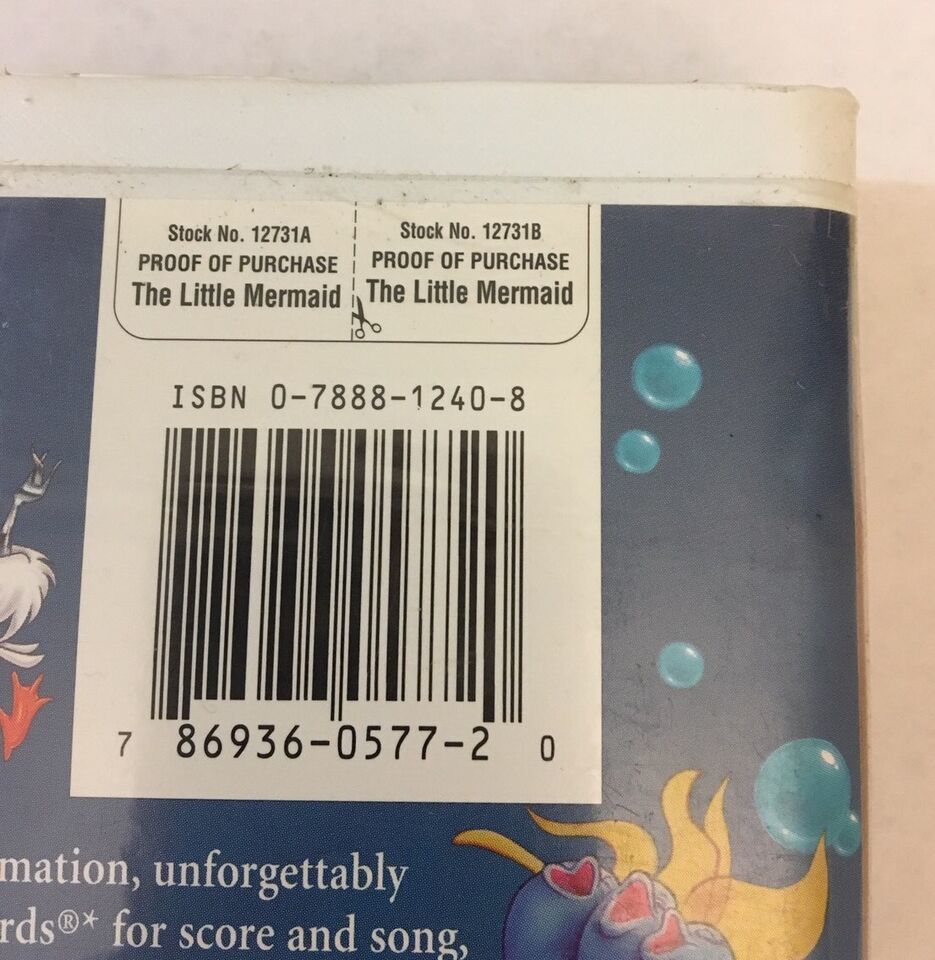 Stock No. 12731A
PROOF OF PURCHASE
The Little Mermaid
Stock No. 12731B
PROOF OF PURCHASE
The Little Mermaid
ISBN 0-7888-1240-8
7 86936-0577-2 0
mation, unforgettably
rds®* for score and song,